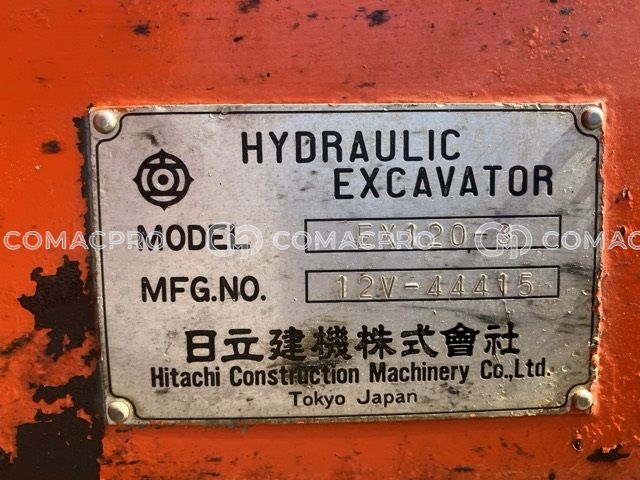 HYDRAULIC
EXCAVATOR
MODEL EX120-3
COMACPRO COMACPRO COMACPRO
MFG.NO. 12V-44415
日立建機株式會社
Hitachi Construction Machinery Co.,Ltd.
Tokyo Japan